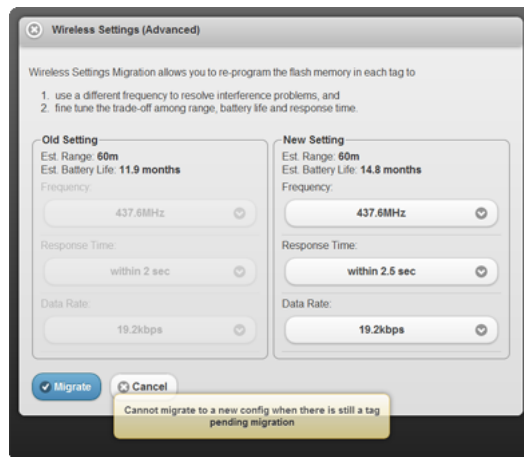 Wireless Settings (Advanced)
Wireless Settings Migration allows you to re-program the flash memory in each tag to
1. use a different frequency to resolve interference problems, and
2. fine tune the trade-off among range, battery life and response time.
Old Setting
Est. Range: 60m
Est. Battery Life: 11.9 months
Frequency:
437.6MHz
Response Time:
within 2 sec
Data Rate:
19.2kbps
New Setting
Est. Range: 60m
Est. Battery Life: 14.8 months
Frequency:
437.6MHz
Response Time:
within 2.5 sec
Data Rate:
19.2kbps
Migrate
Cancel
Cannot migrate to a new config when there is still a tag
pending migration